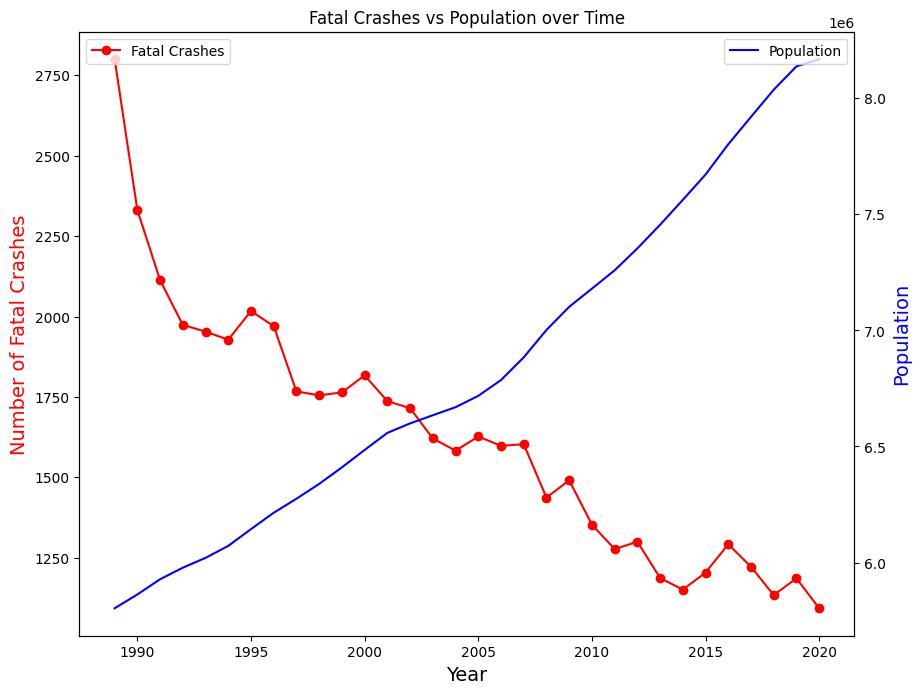 Fatal Crashes vs Population over Time
1e6
Fatal Crashes
Population
2750
2500
2250
2000
1750
1500
1250
Number of Fatal Crashes
8.0
7.5
7.0
6.5
6.0
Population
1990
1995
2000
2005
2010
2015
2020
Year